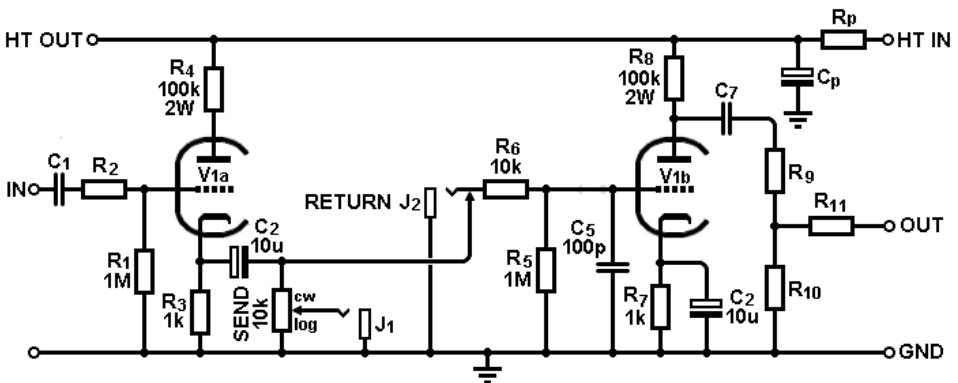 HT OUT
Rp
HT IN
R4
100k
2W
R8
100k
2W
Cp
C7
C1
R2
V1a
R6
10k
V1b
R9
IN
RETURN J2
R11
OUT
C2
10u
C5
100p
R1
1M
R5
1M
R3
1k
SEND
10k
cw
log
J1
R7
1k
C2
10u
R10
GND